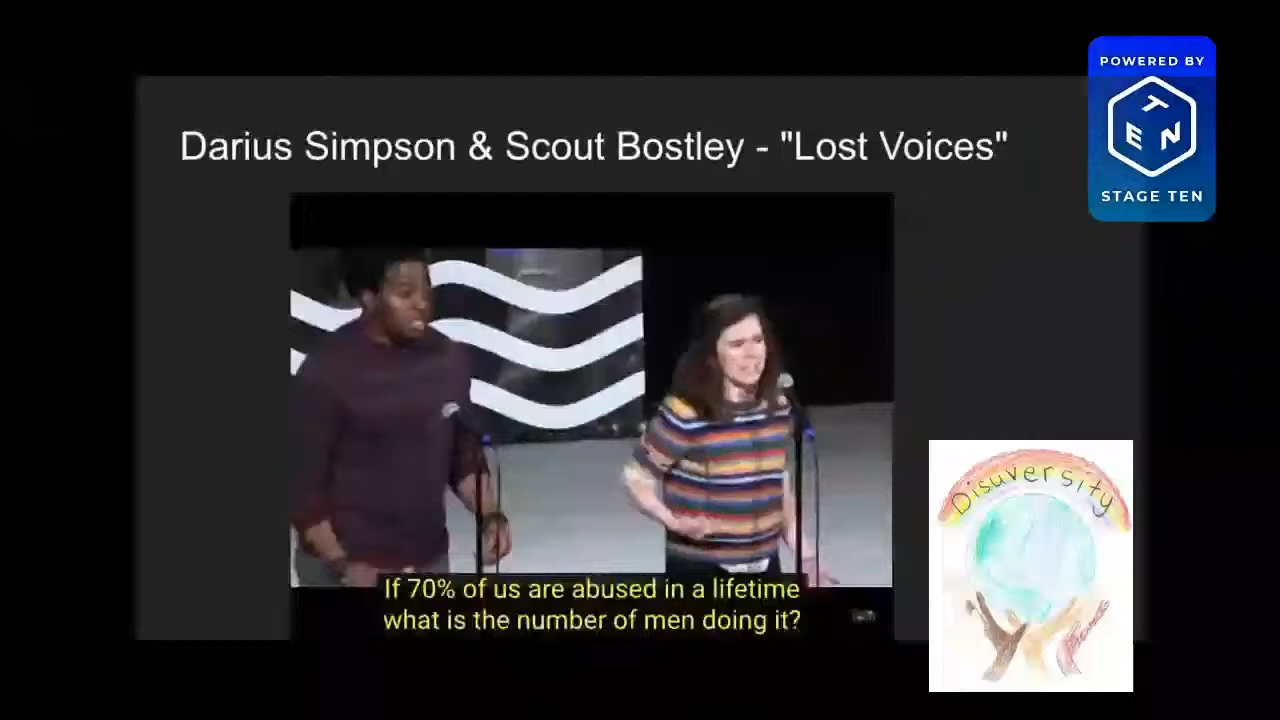 POWERED BY
TEN
STAGE TEN
Darius Simpson & Scout Bostley - "Lost Voices"
Disuversity
If 70% of us are abused in a lifetime
what is the number of men doing it?